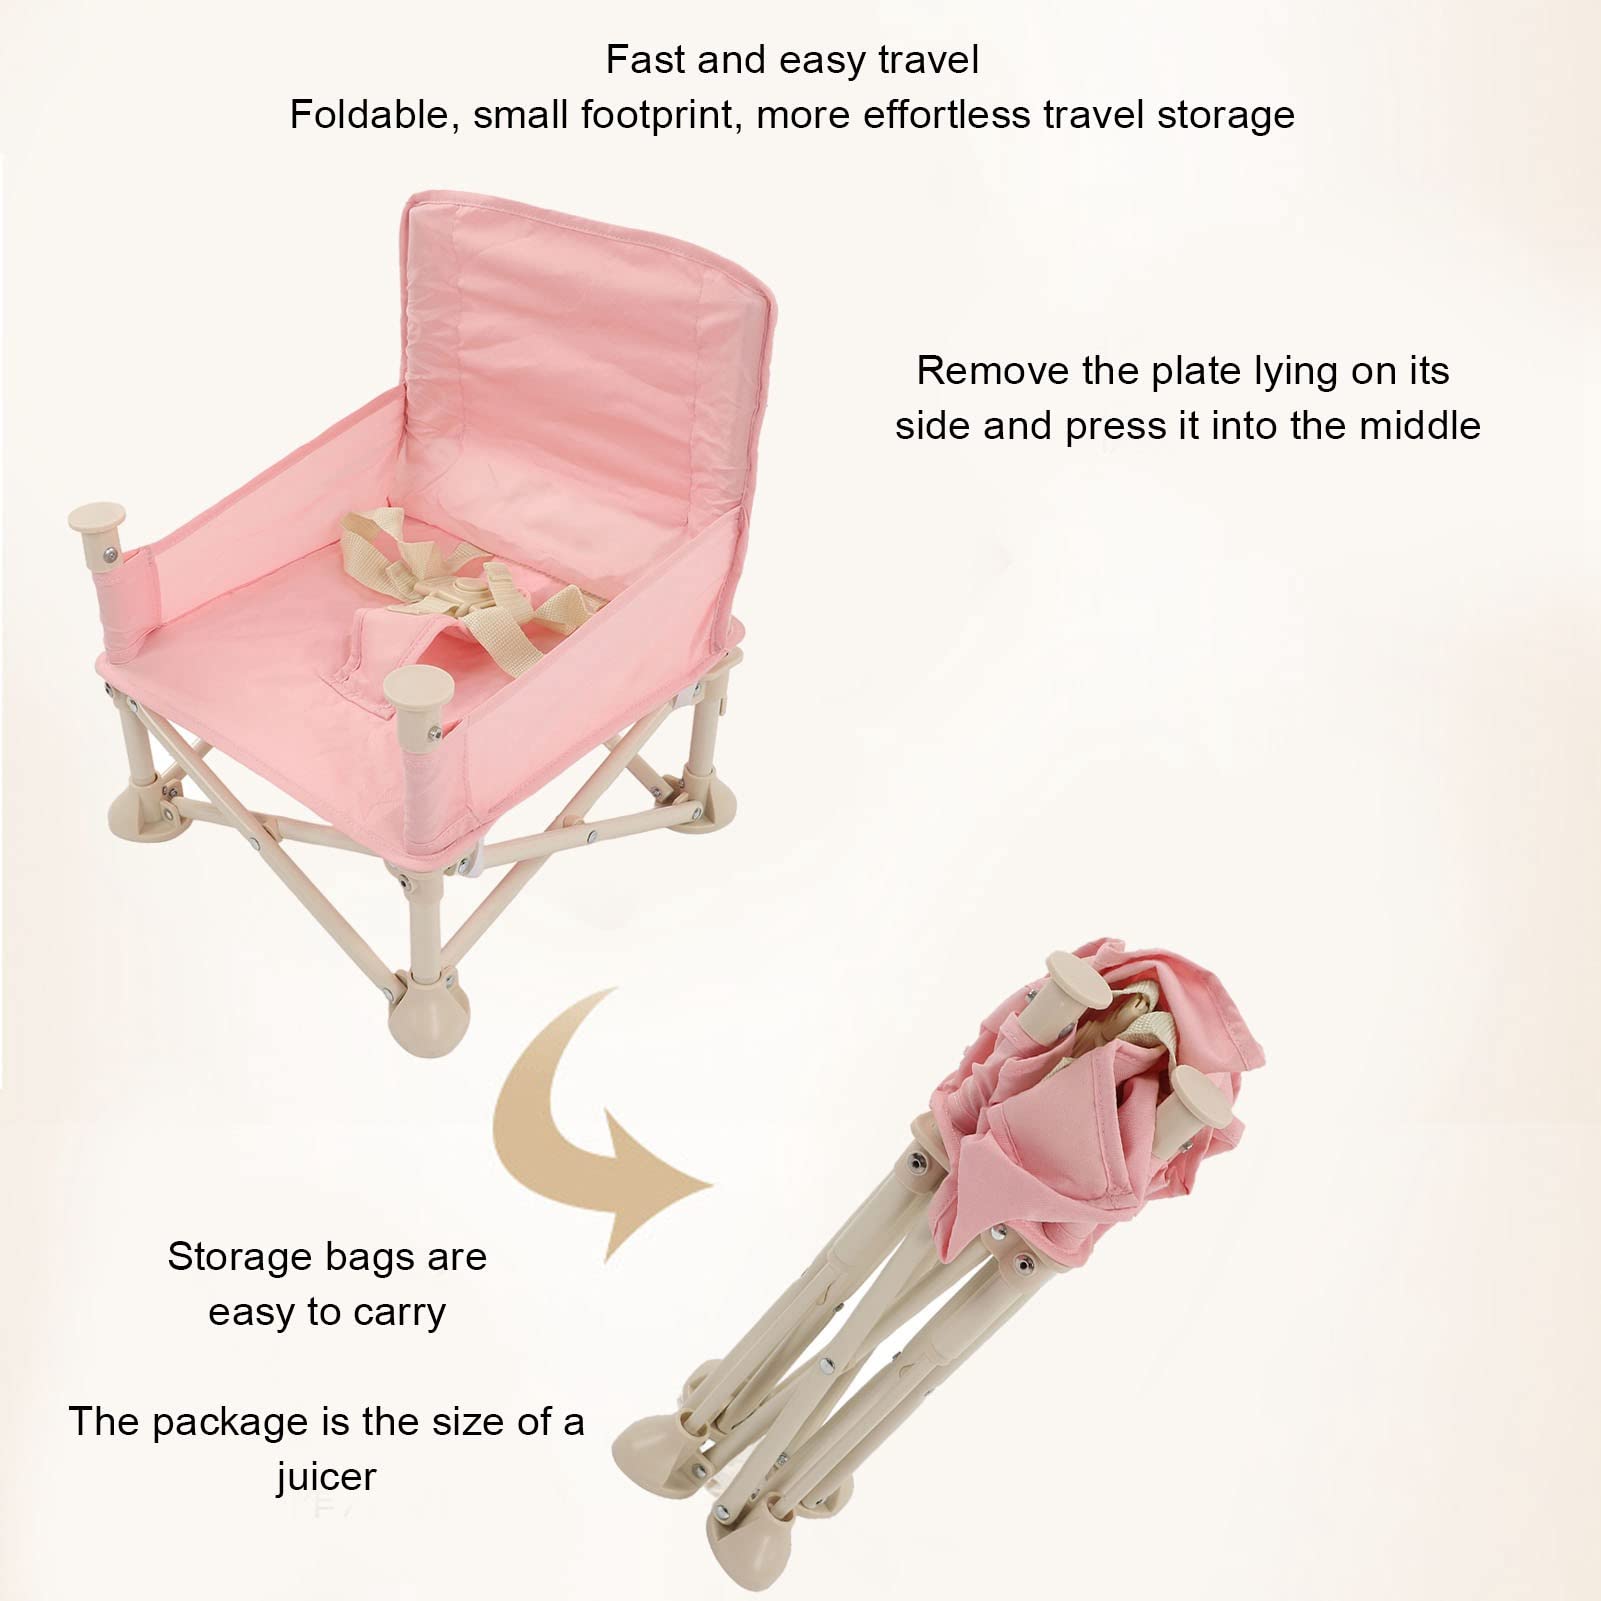 Fast and easy travel
Foldable, small footprint, more effortless travel storage
Remove the plate lying on its
side and press it into the middle
Storage bags are
easy to carry
The package is the size of a
juicer